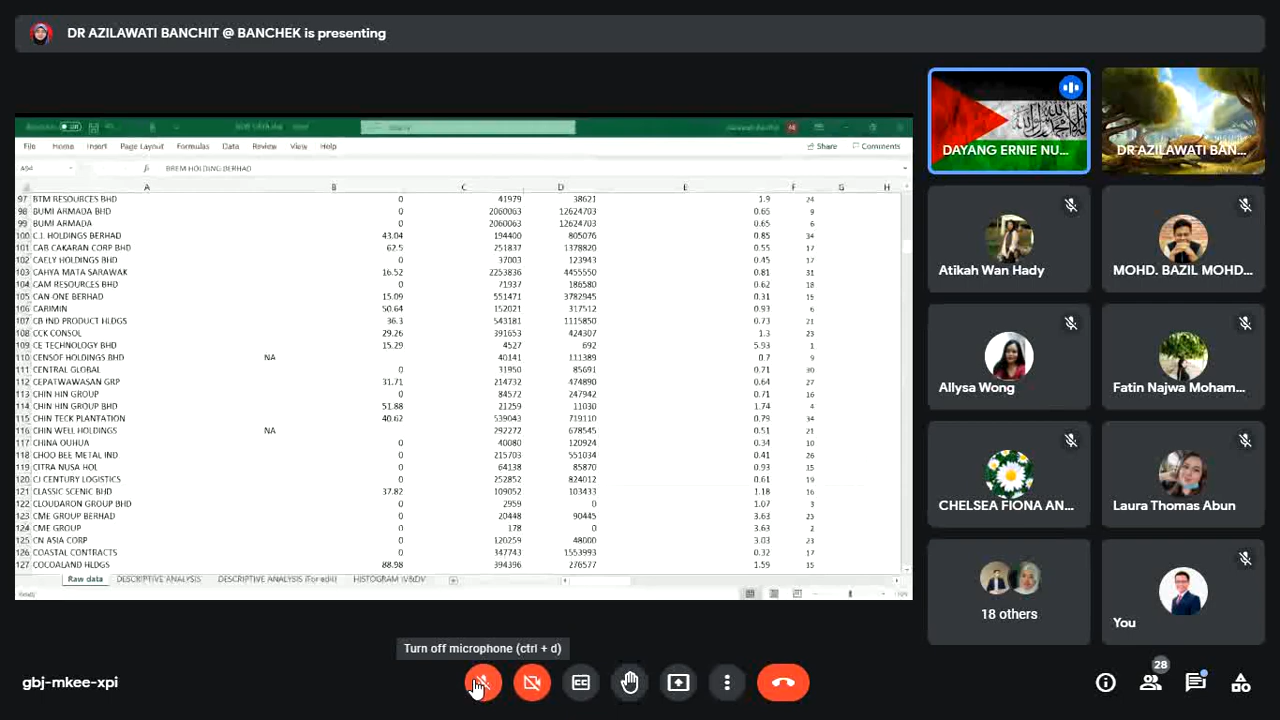 DR AZILAWATI BANCHIT @ BANCHEK is presenting
File Home Insert Page Layout Formulas Data Review View Help Share Comments
A94 fx BREM HOLDING BERHAD
A B C D E F G H
97 BTM RESOURCES BHD 0 41979 38621 1.9 24
98 BUMI ARMADA BHD 0 2060063 12624703 0.65 9
99 BUMI ARMADA 0 2060063 12624703 0.65 6
100 C.I. HOLDINGS BERHAD 43.04 194400 805076 0.85 34
101 CAB CAKARAN CORP BHD 62.5 251837 1378820 0.55 17
102 CAELY HOLDINGS BHD 0 37003 123943 0.45 17
103 CAHYA MATA SARAWAK 16.52 2253836 4455550 0.81 31
104 CAM RESOURCES BHD 0 71937 186580 0.62 18
105 CAN ONE BERHAD 15.09 551471 3782945 0.31 15
106 CARIMIN 50.64 152021 317512 0.93 6
107 CB IND PRODUCT HLDGS 36.3 543181 1115850 0.73 21
108 CCK CONSOL 29.26 391653 424307 1.3 23
109 CE TECHNOLOGY BHD 15.29 4527 692 5.93 1
110 CENSOF HOLDINGS BHD NA 40141 111389 0.7 9
111 CENTRAL GLOBAL 0 31950 85691 0.71 30
112 CEPATWAWASAN GRP 31.71 214732 474890 0.64 27
113 CHIN HIN GROUP 0 84572 247942 0.71 16
114 CHIN HIN GROUP BHD 51.88 21259 11030 1.74 4
115 CHIN TECK PLANTATION 40.62 539043 719110 0.79 34
116 CHIN WELL HOLDINGS NA 292272 678545 0.51 21
117 CHINA OUHUA 0 40080 120924 0.34 10
118 CHOO BEE METAL IND 0 215703 551034 0.41 26
119 CITRA NUSA HOL 0 64138 85870 0.93 15
120 CJ CENTURY LOGISTICS 0 252852 824012 0.61 19
121 CLASSIC SCENIC BHD 37.82 109052 103433 1.18 16
122 CLOUDARON GROUP BHD 0 2959 0 1.07 3
123 CME GROUP BERHAD 0 20448 90445 3.63 23
124 CME GROUP 0 178 0 3.63 2
125 CN ASIA CORP 0 120259 48000 3.03 23
126 COASTAL CONTRACTS 0 347743 1553993 0.32 17
127 COCOALAND HLDGS 88.98 394396 276577 1.59 15
Raw data DESCRIPTIVE ANALYSIS DESCRIPTIVE ANALYSIS (For edit) HISTOGRAM IV&DV
DAYANG ERNIE NU...
DR AZILAWATI BAN...
Atikah Wan Hady
MOHD. BAZIL MOHD...
Allysa Wong
Fatin Najwa Moham...
CHELSEA FIONA AN...
Laura Thomas Abun
18 others
You
Turn off microphone (ctrl + d)
gbj-mkee-xpi
CC
28